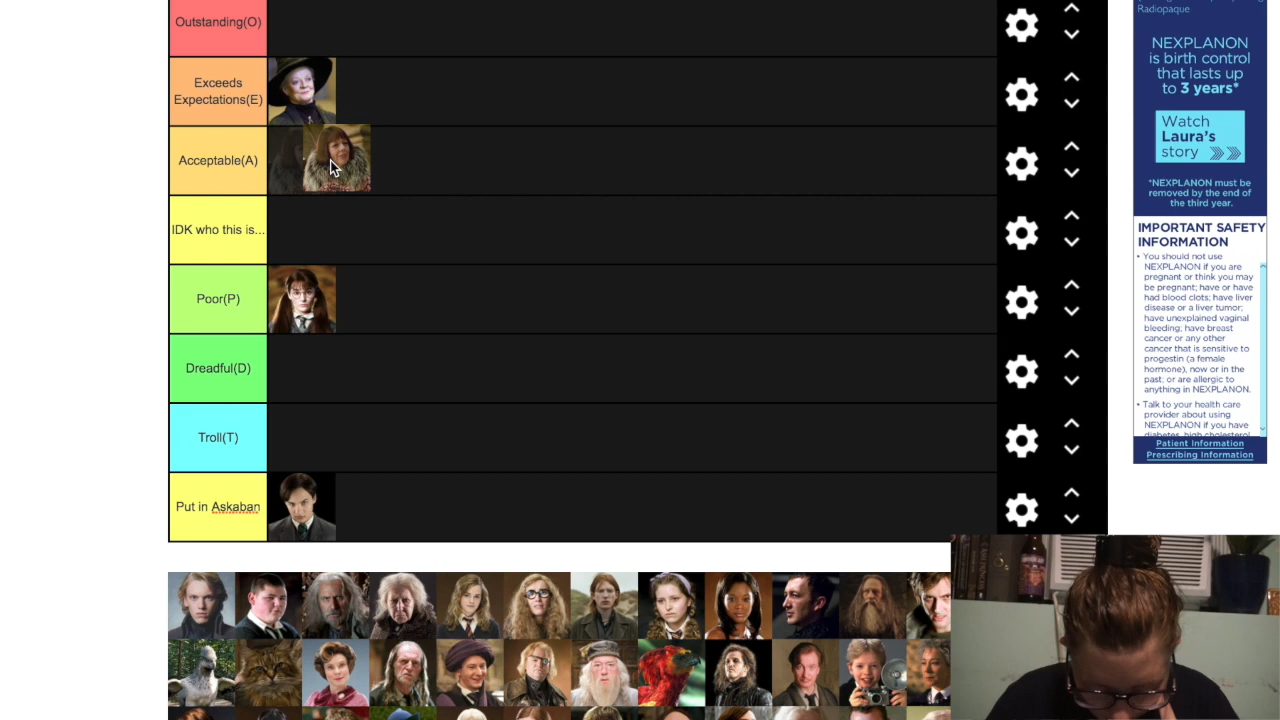 Outstanding(O)
Exceeds
Expectations(E)
Acceptable(A)
IDK who this is...
Poor(P)
Dreadful(D)
Troll(T)
Put in Askaban
Radiopaque
NEXPLANON
is birth control
that lasts up
to 3 years*
Watch
Laura's
story
*NEXPLANON must be
removed by the end of
the third year.
IMPORTANT SAFETY
INFORMATION
• You should not use
NEXPLANON if you are
pregnant or think you may
be pregnant; have or have
had blood clots; have liver
disease or a liver tumor;
have unexplained vaginal
bleeding; have breast
cancer or any other
cancer that is sensitive to
progestin (a female
hormone), now or in the
past; or are allergic to
anything in NEXPLANON.
• Talk to your health care
provider about using
NEXPLANON if you have
diabetes, high cholesterol
Patient Information
Prescribing Information